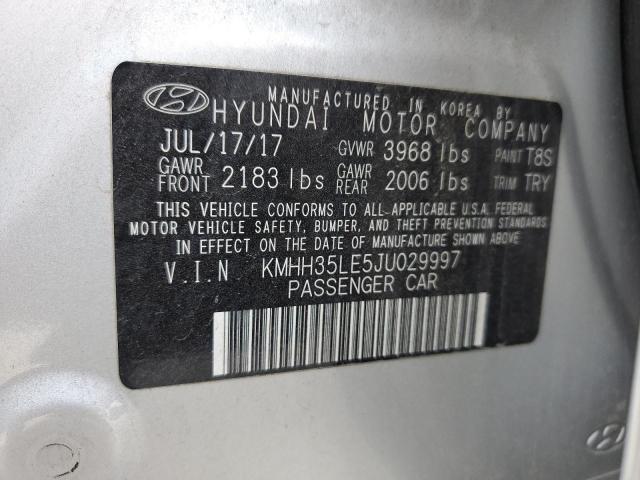 MANUFACTURED IN KOREA BY
HYUNDAI MOTOR COMPANY
JUL/17/17 GVWR 3968 lbs PAINT T8S
GAWR FRONT 2183 lbs GAWR REAR 2006 lbs TRIM TRY
THIS VEHICLE CONFORMS TO ALL APPLICABLE U.S.A. FEDERAL
MOTOR VEHICLE SAFETY, BUMPER, AND THEFT PREVENTION STANDARDS
IN EFFECT ON THE DATE OF MANUFACTURE SHOWN ABOVE.
V.I.N KMHH35LE5JU029997
PASSENGER CAR